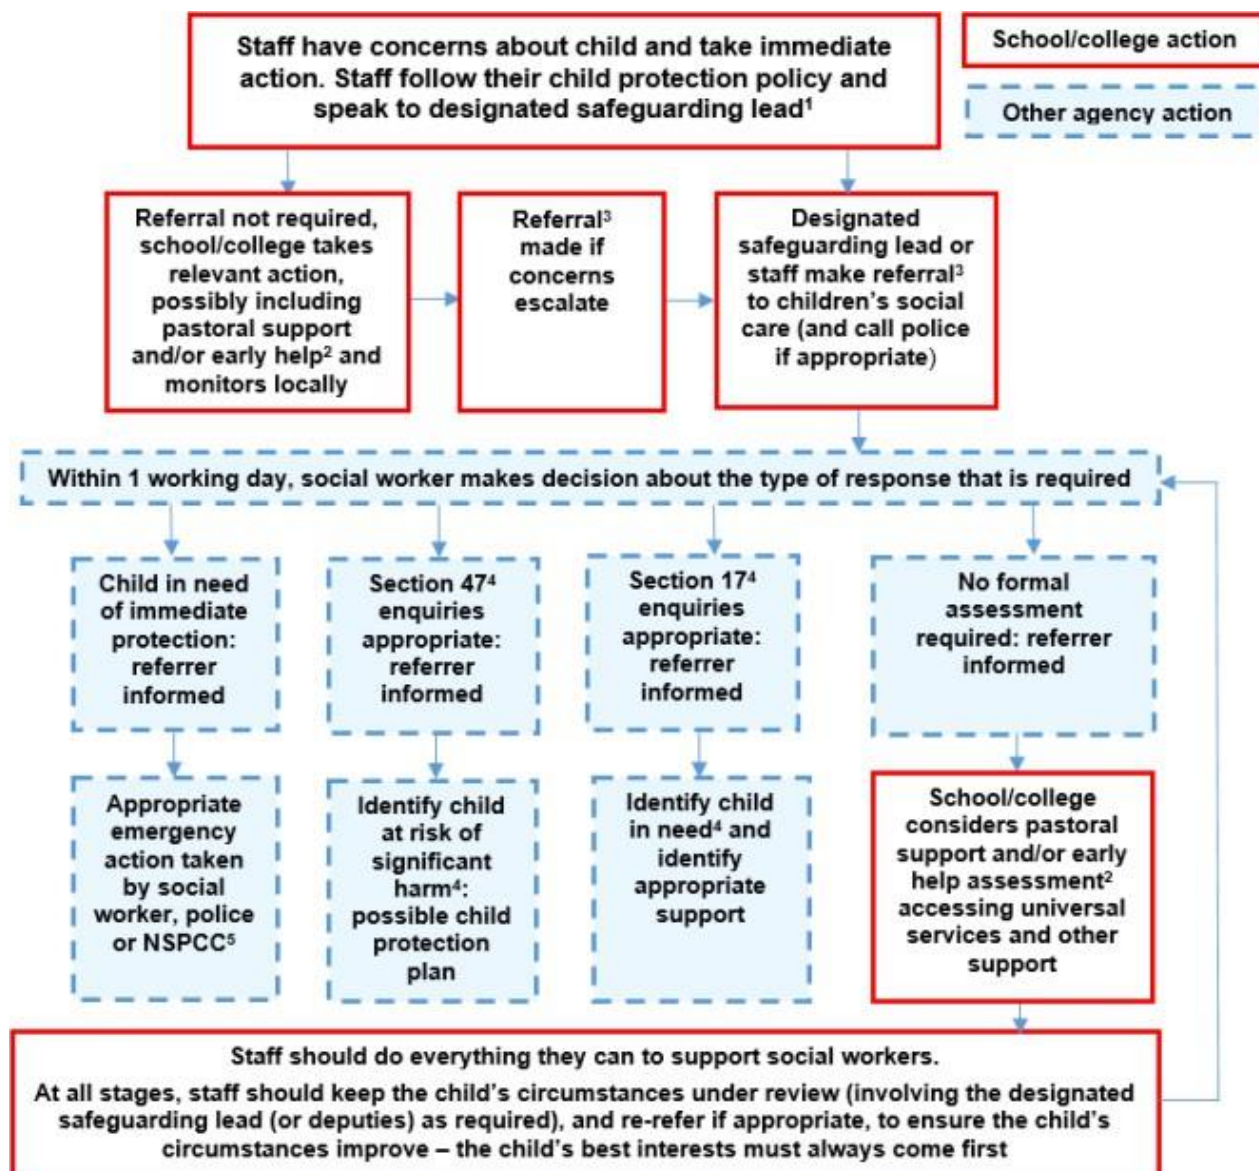 Staff have concerns about child and take immediate
action. Staff follow their child protection policy and
speak to designated safeguarding lead¹
School/college action
Other agency action
Referral not required,
school/college takes
relevant action,
possibly including
pastoral support
and/or early help² and
monitors locally
Referral³
made if
concerns
escalate
Designated
safeguarding lead or
staff make referral³
to children’s social
care (and call police
if appropriate)
Within 1 working day, social worker makes decision about the type of response that is required
Child in need
of immediate
protection:
referrer
informed
Section 47⁴
enquiries
appropriate:
referrer
informed
Section 17⁴
enquiries
appropriate:
referrer
informed
No formal
assessment
required: referrer
informed
Appropriate
emergency
action taken
by social
worker, police
or NSPCC⁵
Identify child
at risk of
significant
harm⁴:
possible child
protection
plan
Identify child
in need⁴ and
identify
appropriate
support
School/college
considers pastoral
support and/or early
help assessment²
accessing universal
services and other
support
Staff should do everything they can to support social workers.
At all stages, staff should keep the child’s circumstances under review (involving the designated
safeguarding lead (or deputies) as required), and re-refer if appropriate, to ensure the child’s
circumstances improve – the child’s best interests must always come first